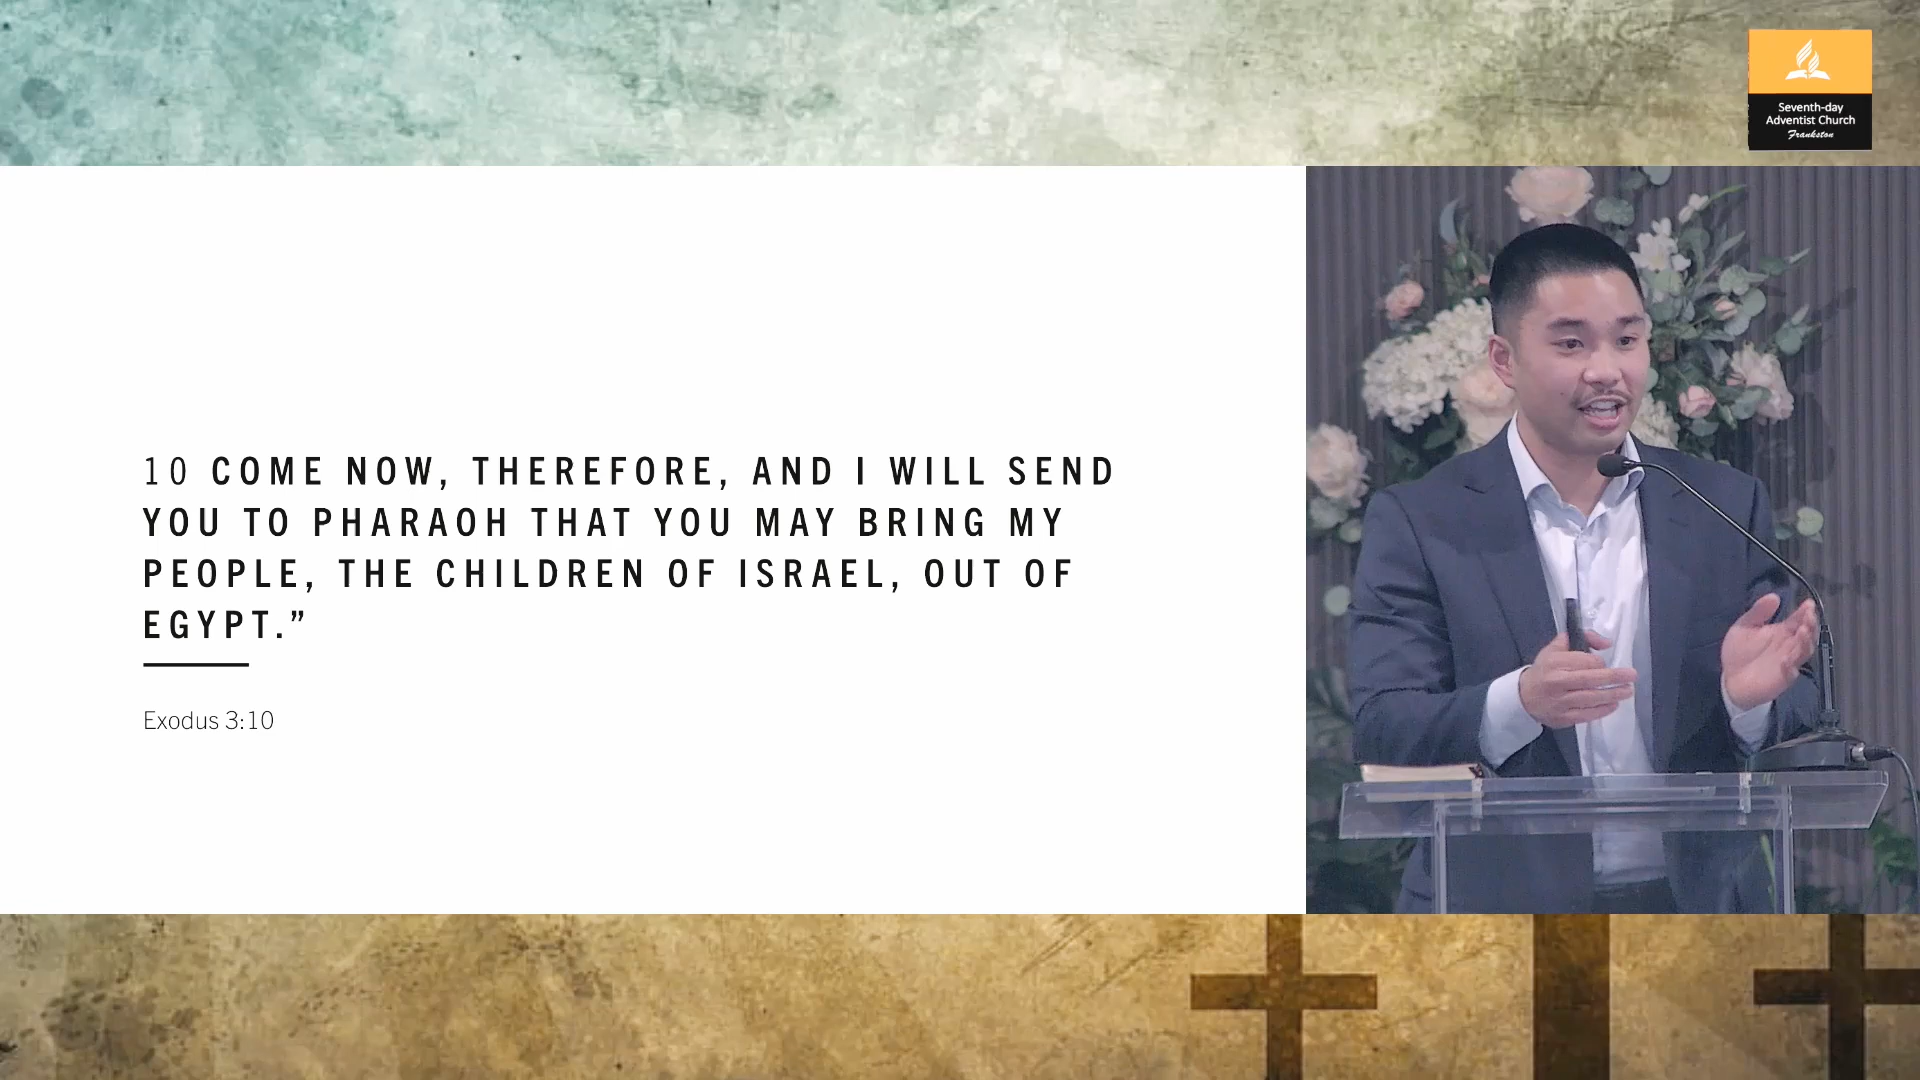 Seventh-day
Adventist Church
Frankston
10 COME NOW, THEREFORE, AND I WILL SEND
YOU TO PHARAOH THAT YOU MAY BRING MY
PEOPLE, THE CHILDREN OF ISRAEL, OUT OF
EGYPT.”
Exodus 3:10